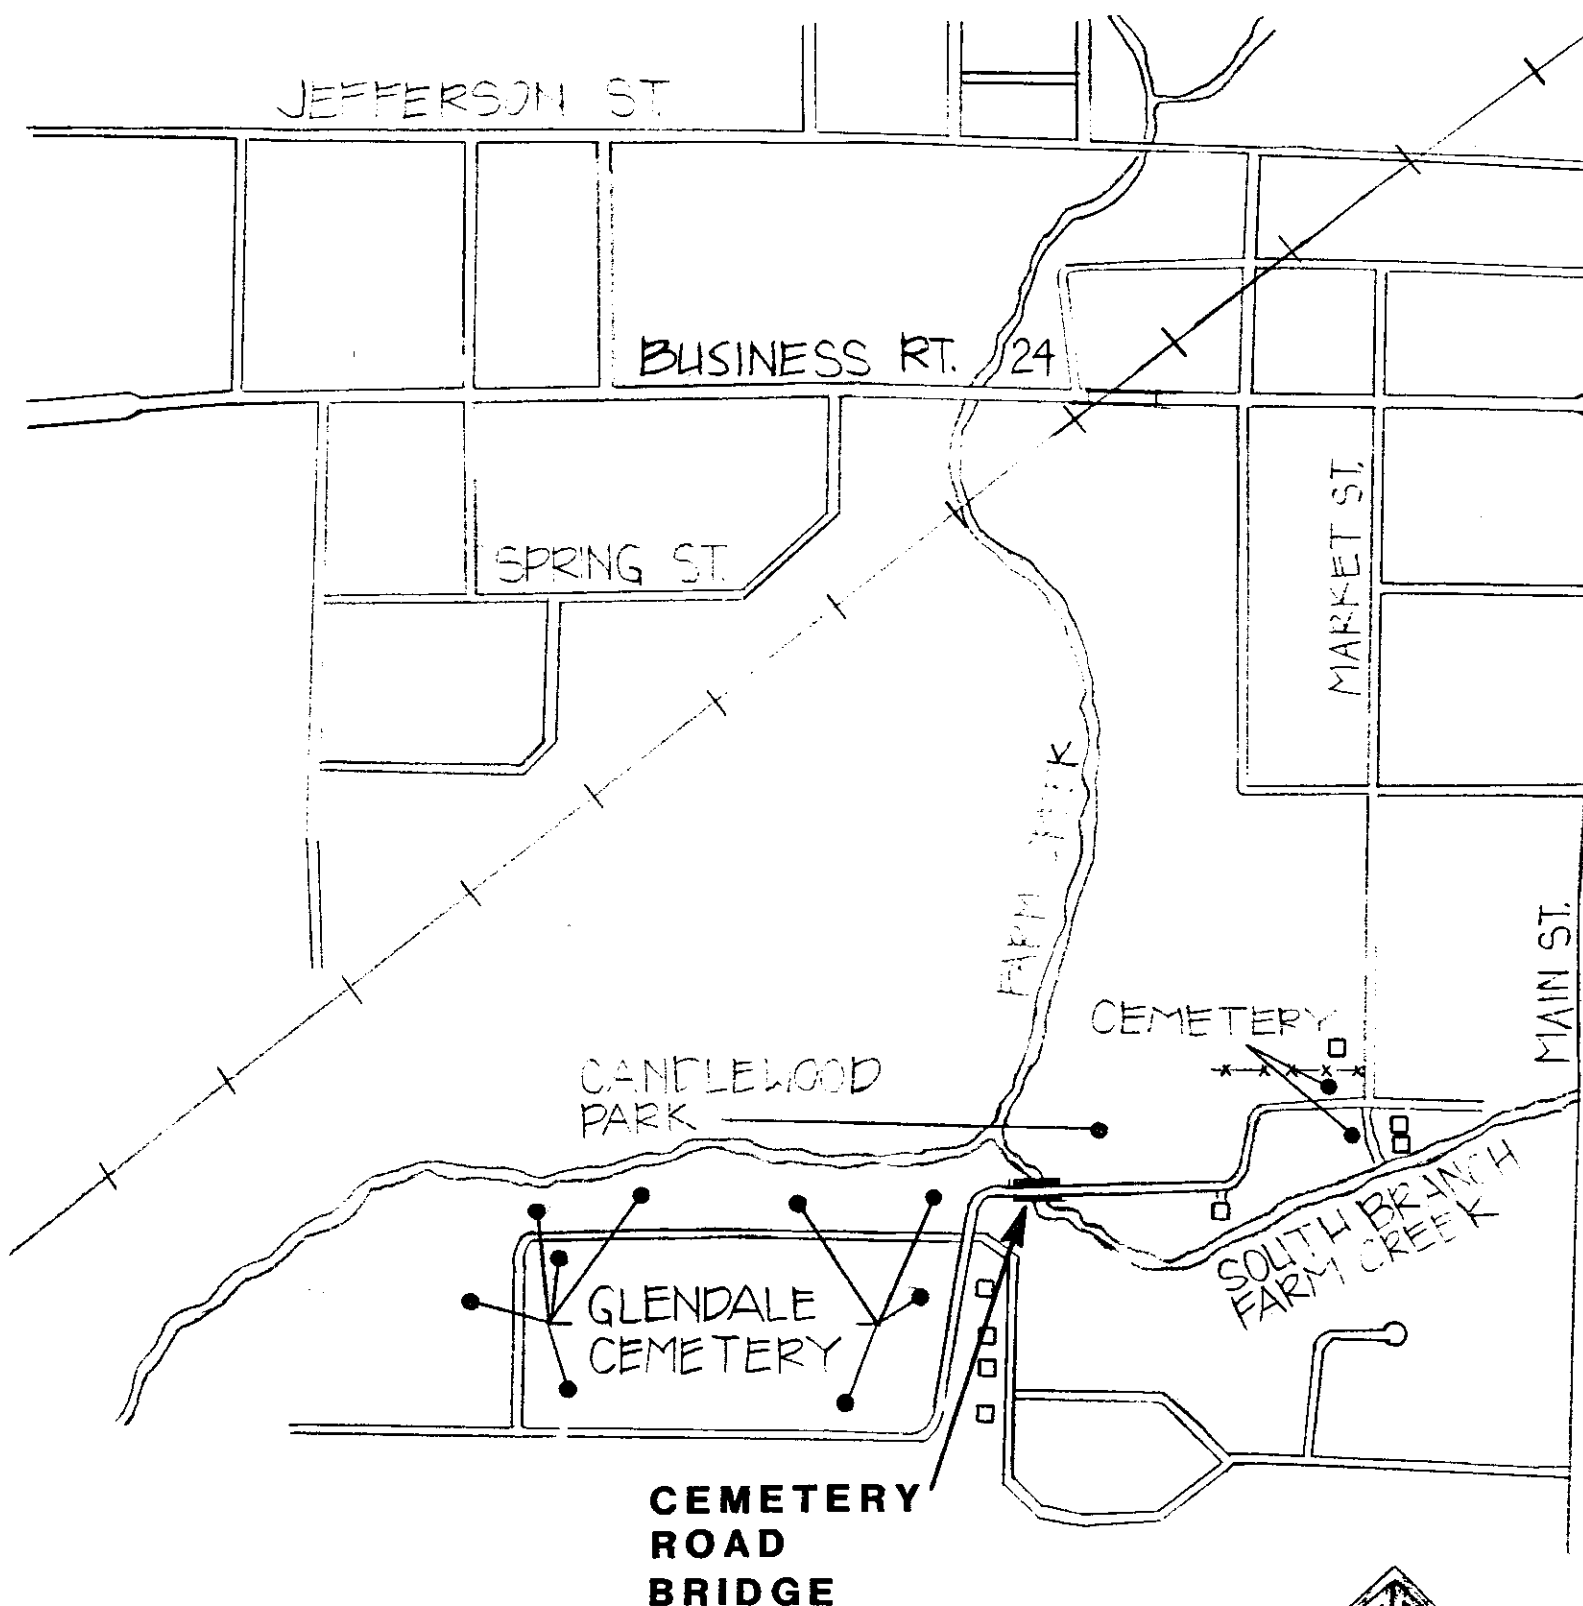 JEFFERSON ST.
BUSINESS RT. 24
SPRING ST.
MARKET ST.
FARM
MAIN ST.
CEMETERY
CANDLEWOOD
PARK
SOUTH BRANCH
FARM CREEK
GLENDALE
CEMETERY
CEMETERY
ROAD
BRIDGE